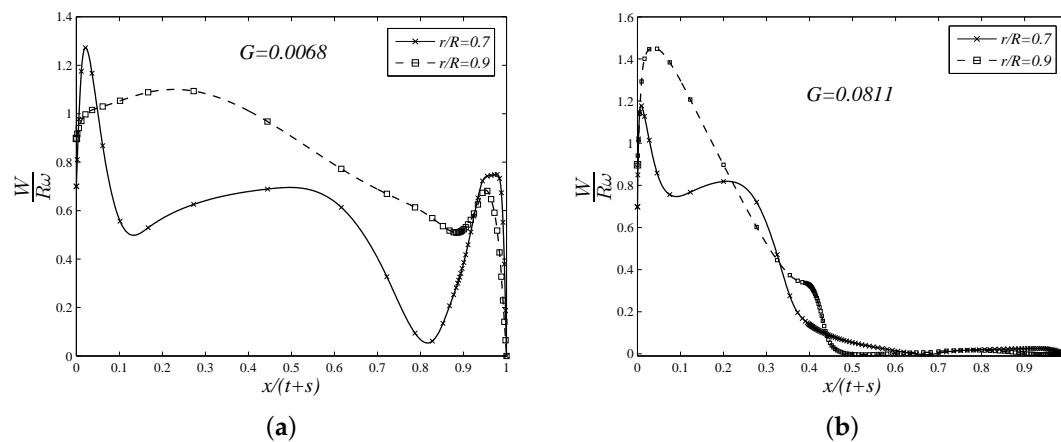 1.4
1.2
1
0.8
0.6
0.4
0.2
0
W
Rω
G=0.0068
r/R=0.7
r/R=0.9
0 0.1 0.2 0.3 0.4 0.5 0.6 0.7 0.8 0.9 1
x/(t+s)
(a)
1.6
1.4
1.2
1
0.8
0.6
0.4
0.2
0
W
Rω
G=0.0811
r/R=0.7
r/R=0.9
0 0.1 0.2 0.3 0.4 0.5 0.6 0.7 0.8 0.9
x/(t+s)
(b)